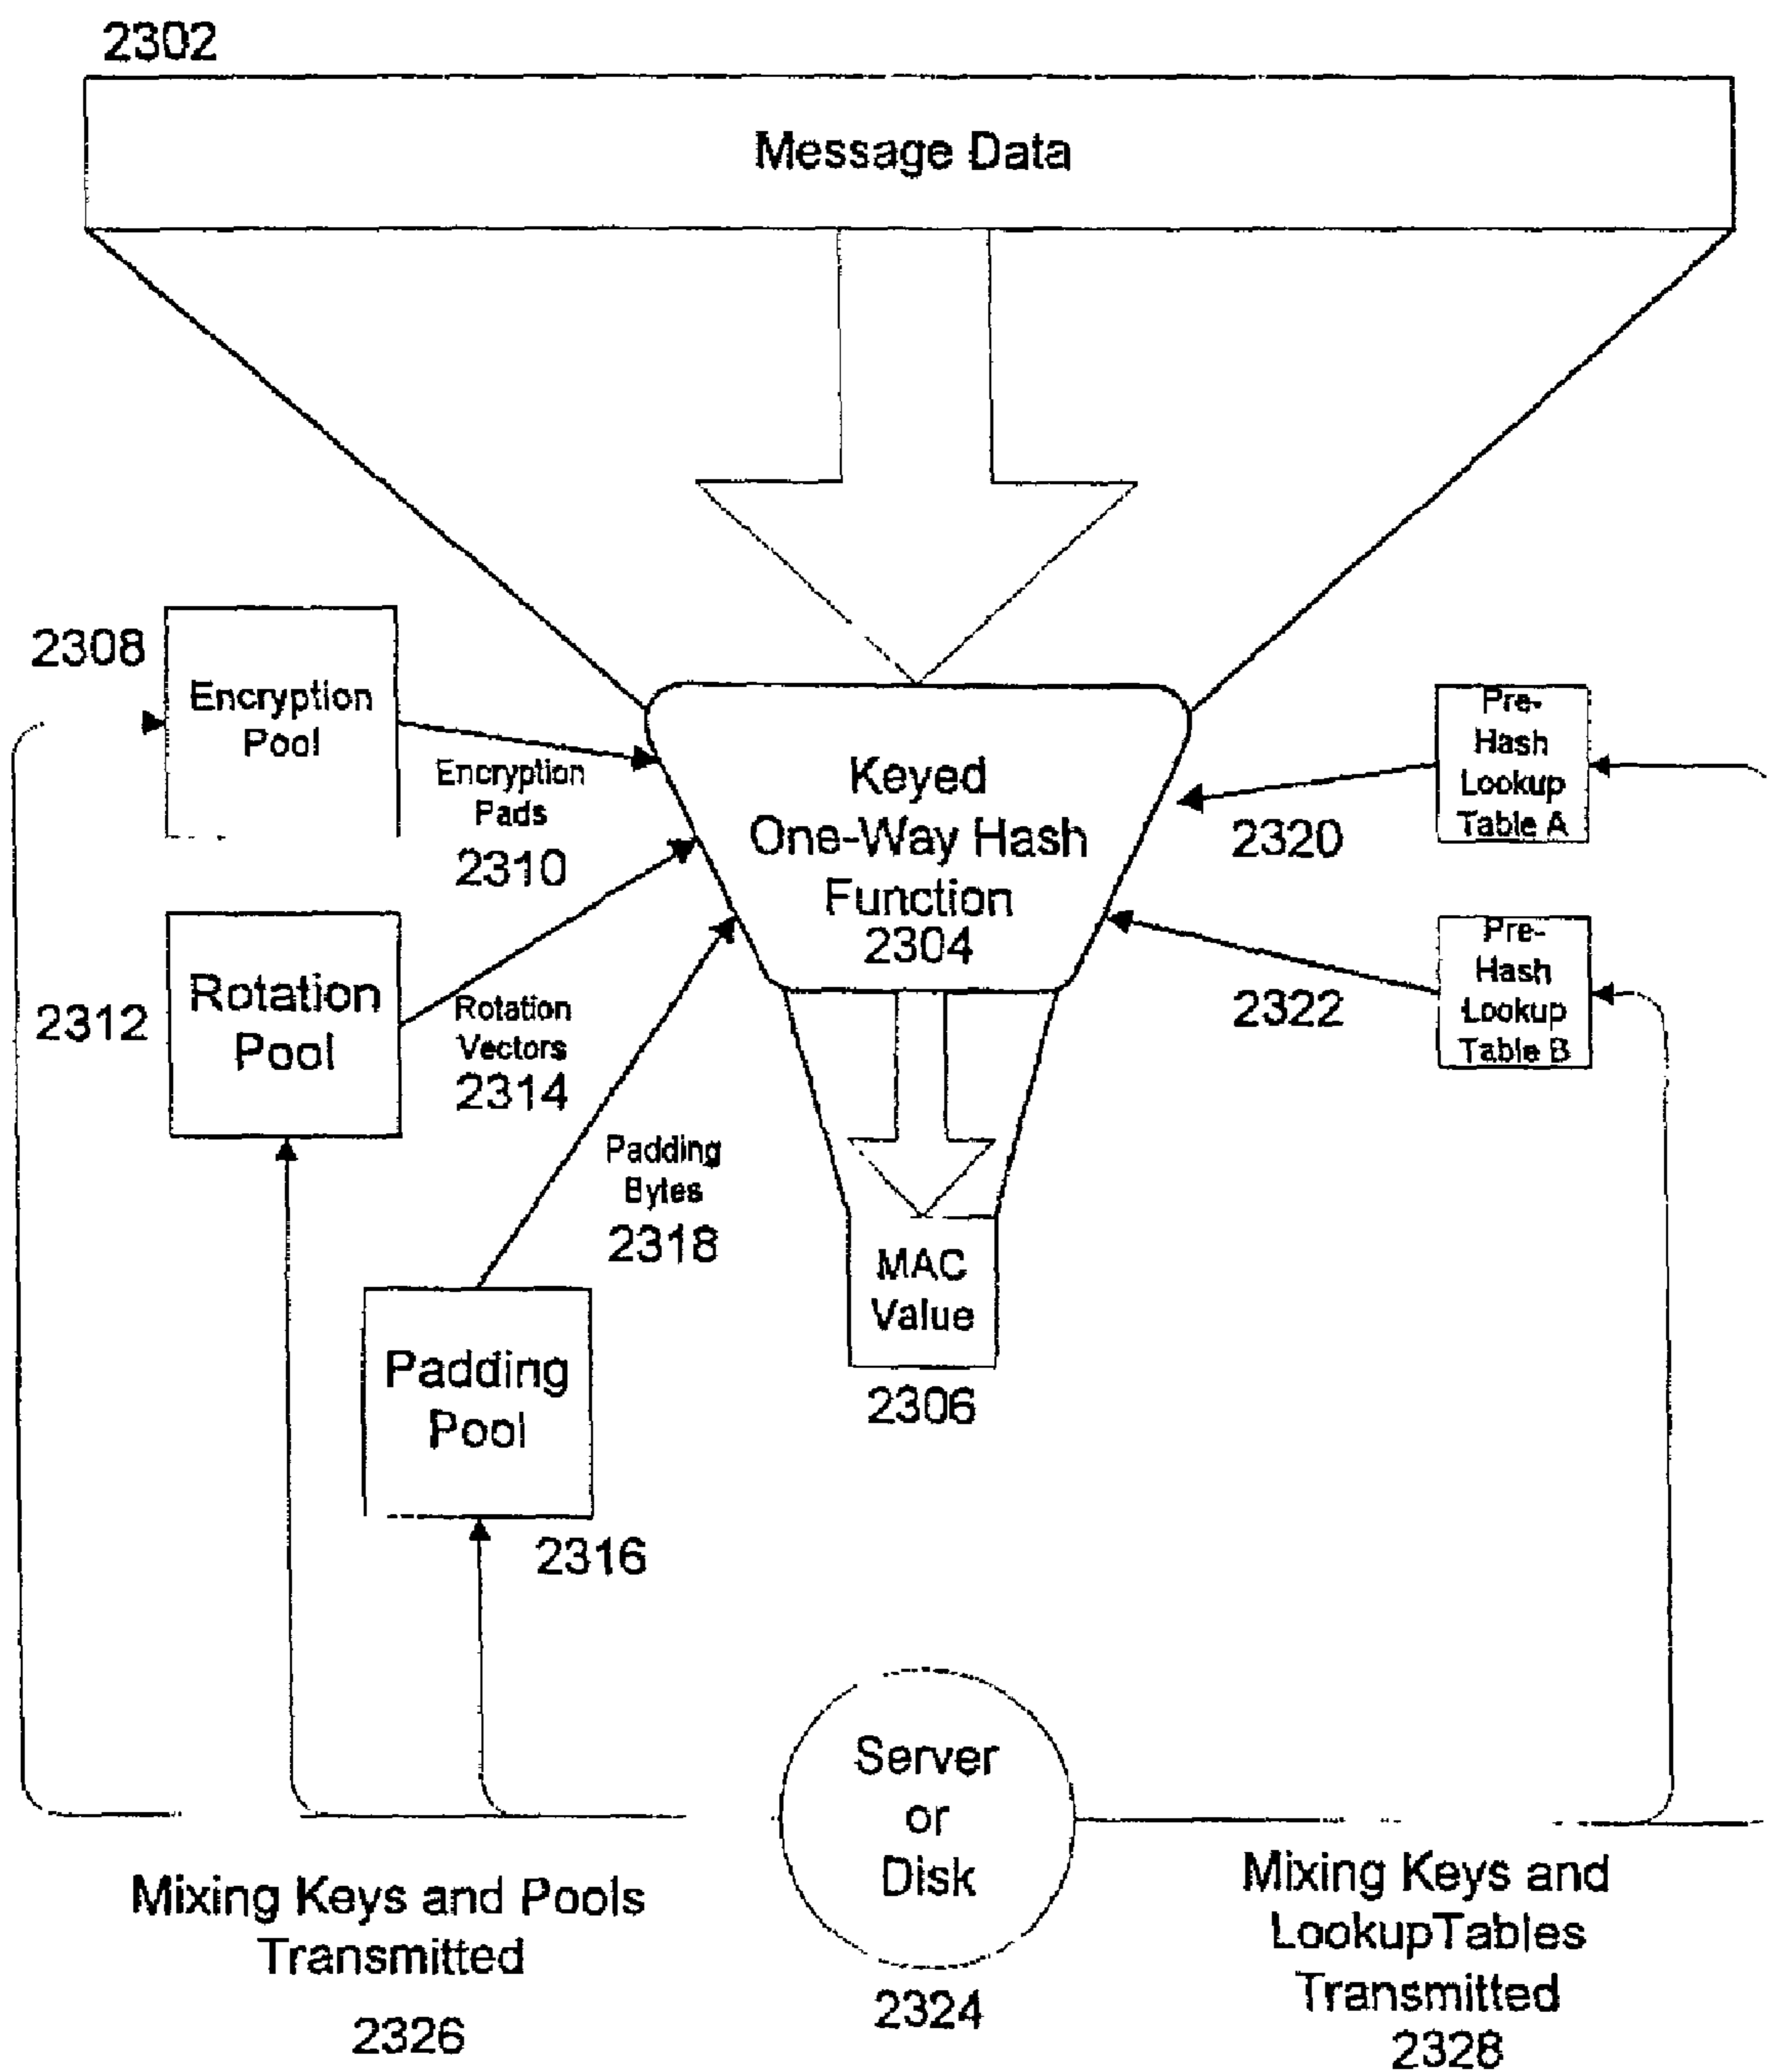 2302
Message Data
2308
Encryption
Pool
Encryption
Pads
2310
Keyed
One-Way Hash
Function
2304
Pre-
Hash
Lookup
Table A
2320
2312
Rotation
Pool
Rotation
Vectors
2314
Pre-
Hash
Lookup
Table B
2322
Padding
Bytes
2318
MAC
Value
2306
Padding
Pool
2316
Server
or
Disk
2324
Mixing Keys and Pools
Transmitted
2326
Mixing Keys and
LookupTables
Transmitted
2328